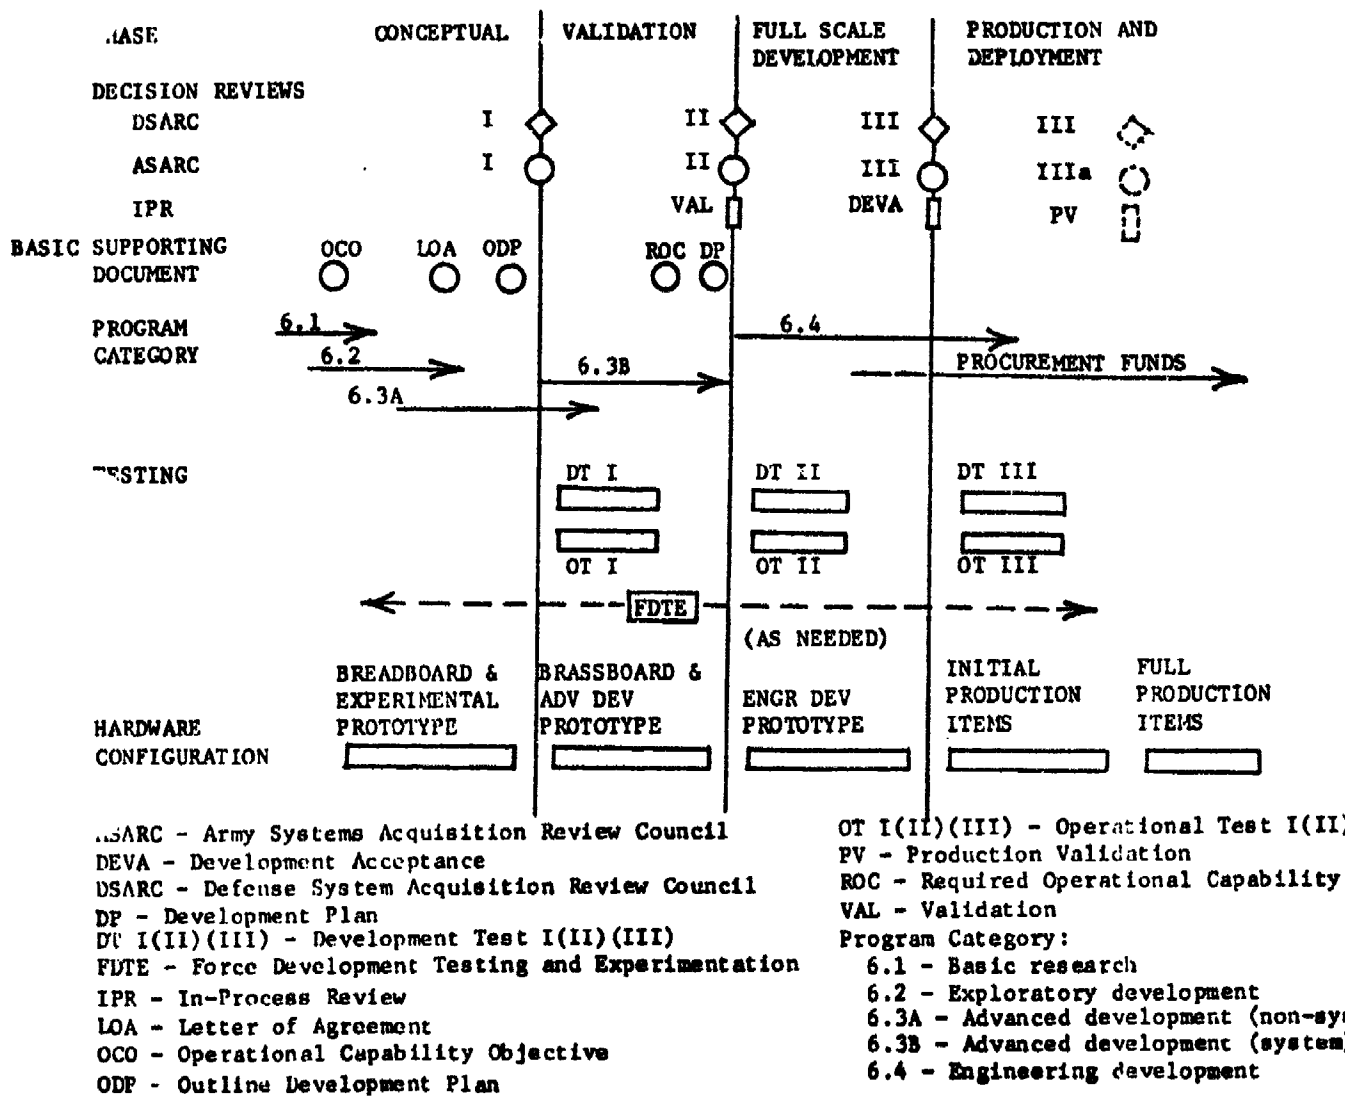 .ASE CONCEPTUAL VALIDATION FULL SCALE PRODUCTION AND
DEVELOPMENT DEPLOYMENT
DECISION REVIEWS
DSARC I II III III
ASARC I II III IIIa
IPR VAL DEVA PV
BASIC SUPPORTING OCO LOA ODP ROC DP
DOCUMENT
PROGRAM 6.1 6.4
CATEGORY 6.2 6.3B PROCUREMENT FUNDS
6.3A
ESTING DT I DT II DT III
OT I OT II OT III
FDTE
(AS NEEDED)
BREADBOARD & BRASSBOARD & INITIAL FULL
EXPERIMENTAL ADV DEV ENGR DEV PRODUCTION PRODUCTION
HARDWARE PROTOTYPE PROTOTYPE PROTOTYPE ITEMS ITEMS
CONFIGURATION
ASARC - Army Systems Acquisition Review Council
DEVA - Development Acceptance
DSARC - Defense System Acquisition Review Council
DP - Development Plan
DT I(II)(III) - Development Test I(II)(III)
FDTE - Force Development Testing and Experimentation
IPR - In-Process Review
LOA - Letter of Agreement
OCO - Operational Capability Objective
ODP - Outline Development Plan
OT I(II)(III) - Operational Test I(II)
PV - Production Validation
ROC - Required Operational Capability
VAL - Validation
Program Category:
6.1 - Basic research
6.2 - Exploratory development
6.3A - Advanced development (non-sy
6.3B - Advanced development (system
6.4 - Engineering development